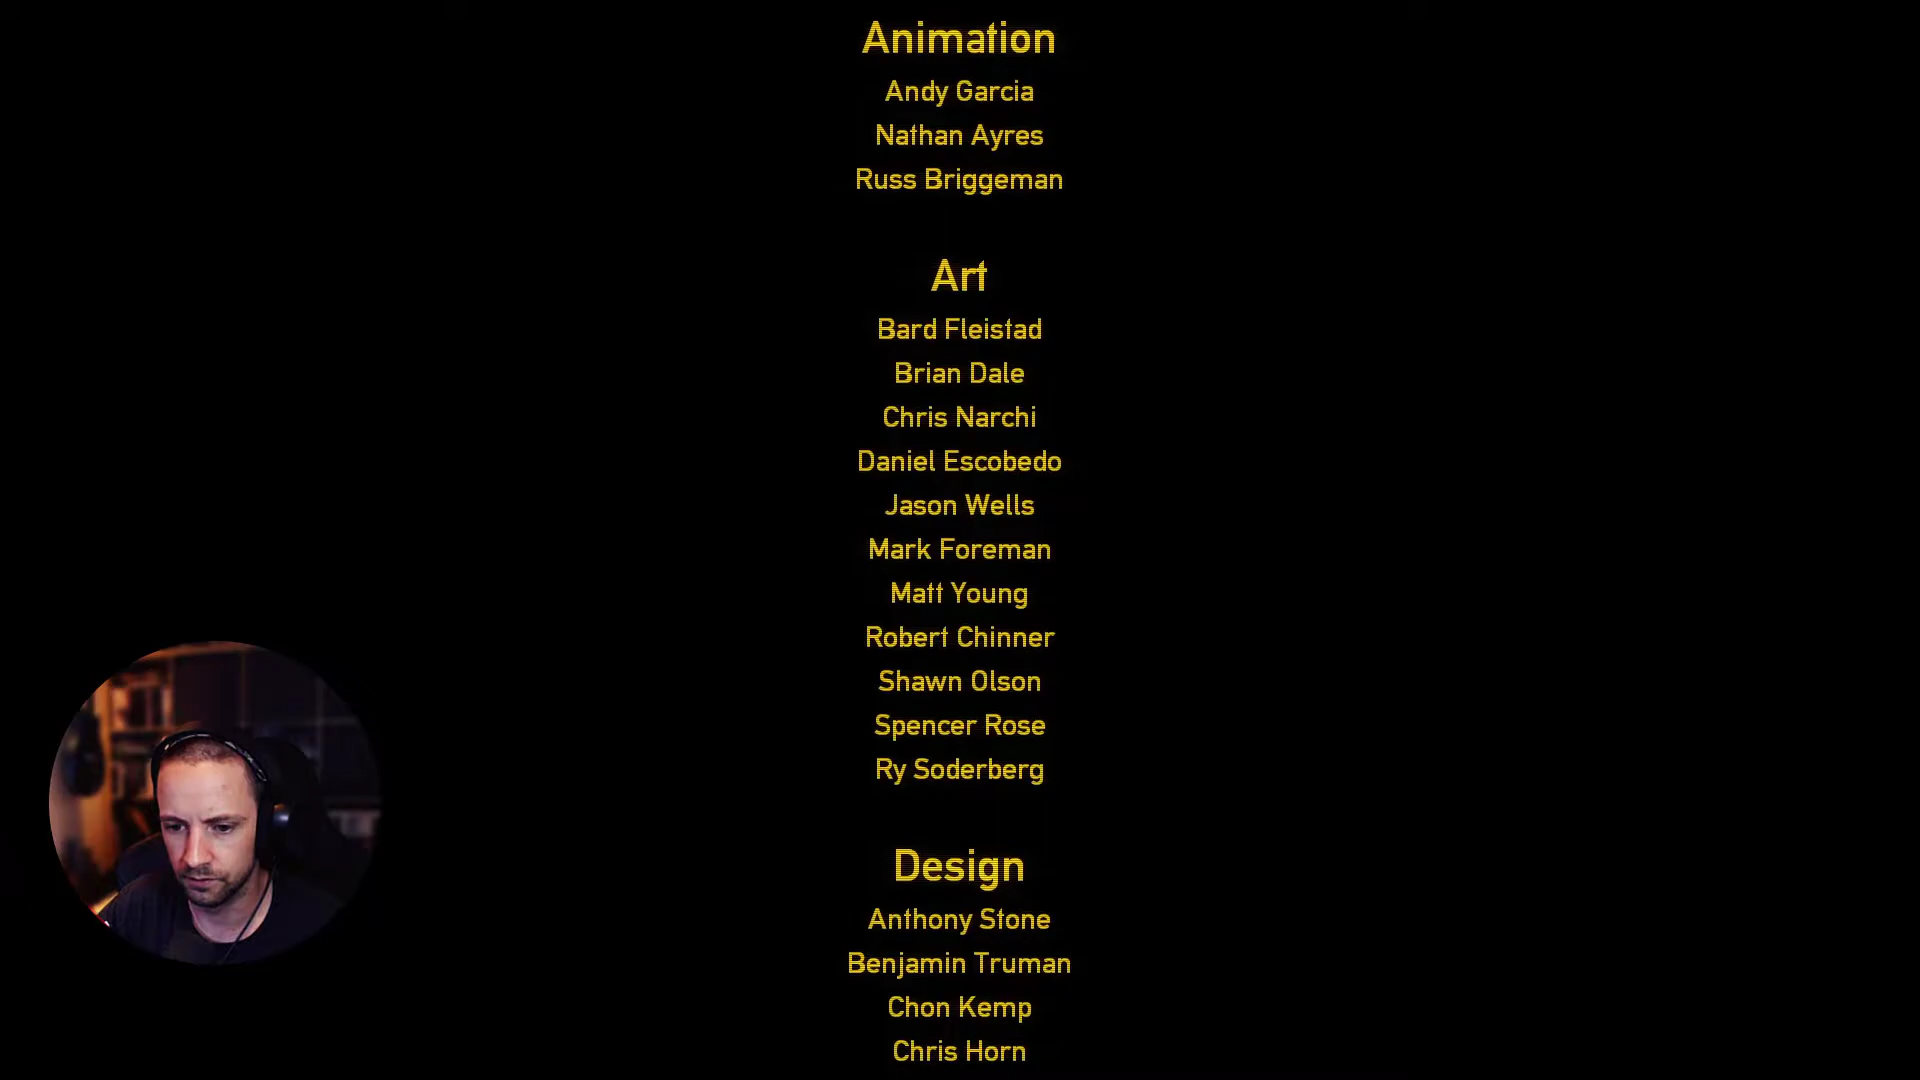 Animation
Andy Garcia
Nathan Ayres
Russ Briggeman
Art
Bard Fleistad
Brian Dale
Chris Narchi
Daniel Escobedo
Jason Wells
Mark Foreman
Matt Young
Robert Chinner
Shawn Olson
Spencer Rose
Ry Soderberg
Design
Anthony Stone
Benjamin Truman
Chon Kemp
Chris Horn